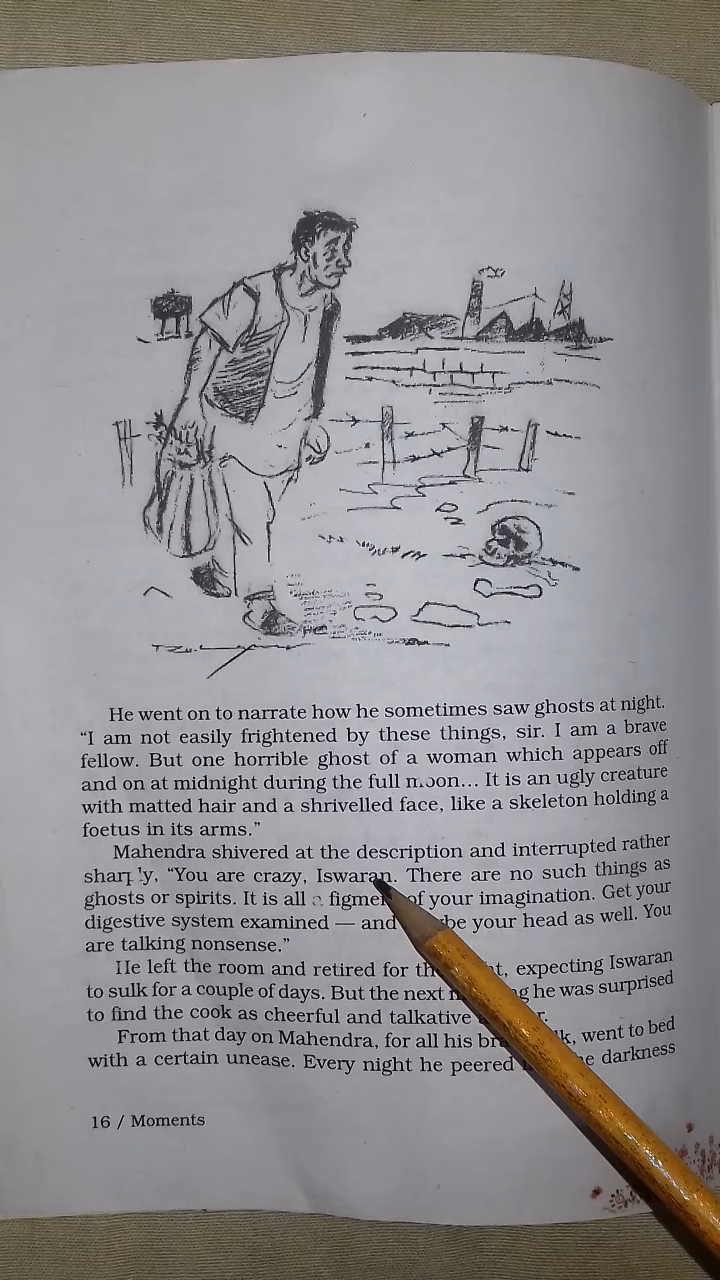 He went on to narrate how he sometimes saw ghosts at night.
“I am not easily frightened by these things, sir. I am a brave
fellow. But one horrible ghost of a woman which appears off
and on at midnight during the full moon... It is an ugly creature
with matted hair and a shrivelled face, like a skeleton holding a
foetus in its arms.”
Mahendra shivered at the description and interrupted rather
sharply, “You are crazy, Iswaran. There are no such things as
ghosts or spirits. It is all a figment of your imagination. Get your
digestive system examined — and maybe your head as well. You
are talking nonsense.”
He left the room and retired for the night, expecting Iswaran
to sulk for a couple of days. But the next morning he was surprised
to find the cook as cheerful and talkative
From that day on Mahendra, for all his brave talk, went to bed
with a certain unease. Every night he peered the darkness
16 / Moments